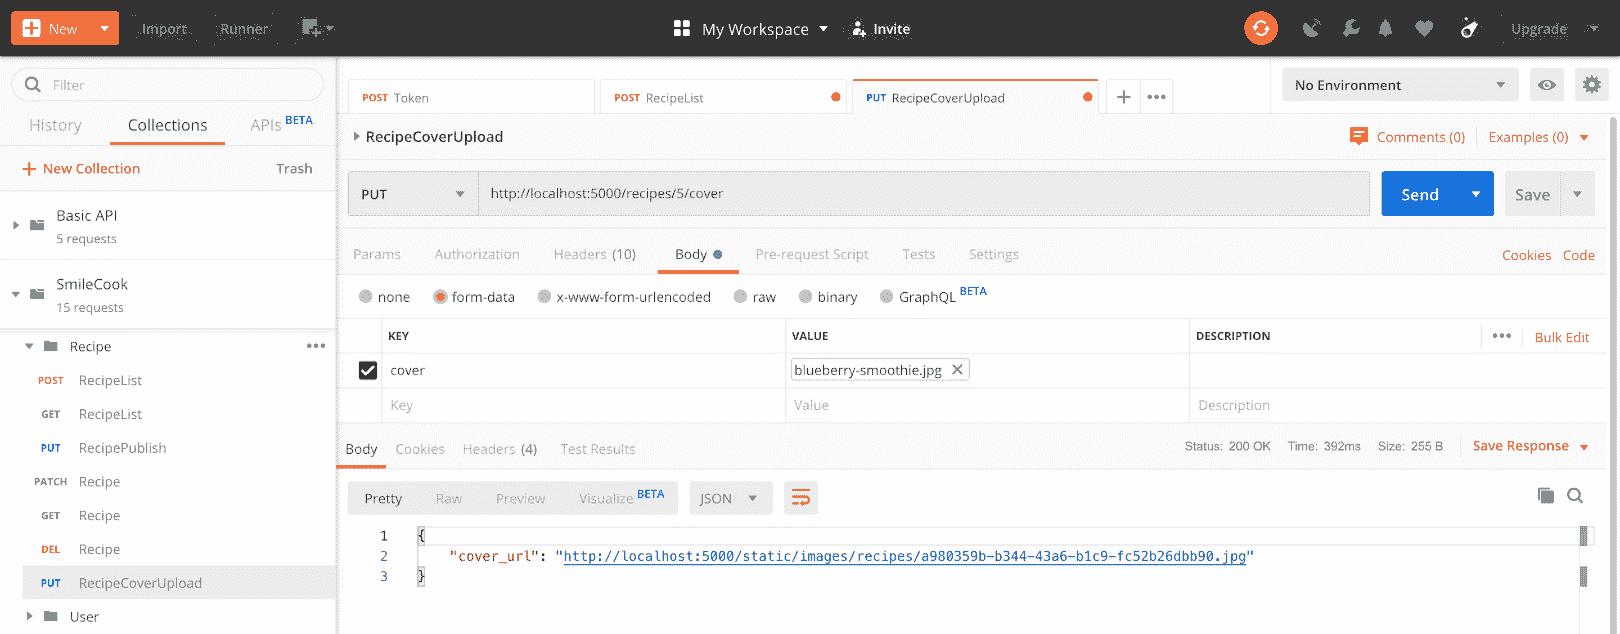 New Import Runner My Workspace Invite Upgrade
Filter
History Collections APIs BETA
+ New Collection Trash
Basic API
5 requests
SmileCook
15 requests
Recipe
POST RecipeList
GET RecipeList
PUT RecipePublish
PATCH Recipe
GET Recipe
DEL Recipe
PUT RecipeCoverUpload
User
POST Token POST RecipeList PUT RecipeCoverUpload
No Environment
RecipeCoverUpload
Comments (0) Examples (0)
PUT http://localhost:5000/recipes/5/cover Send Save
Params Authorization Headers (10) Body Pre-request Script Tests Settings Cookies Code
none form-data x-www-form-urlencoded raw binary GraphQL BETA
KEY VALUE DESCRIPTION Bulk Edit
cover blueberry-smoothie.jpg
Key Value Description
Body Cookies Headers (4) Test Results Status: 200 OK Time: 392ms Size: 255 B Save Response
Pretty Raw Preview Visualize BETA JSON
1 {
2 "cover_url": "http://localhost:5000/static/images/recipes/a980359b-b344-43a6-b1c9-fc52b26dbb90.jpg"
3 }